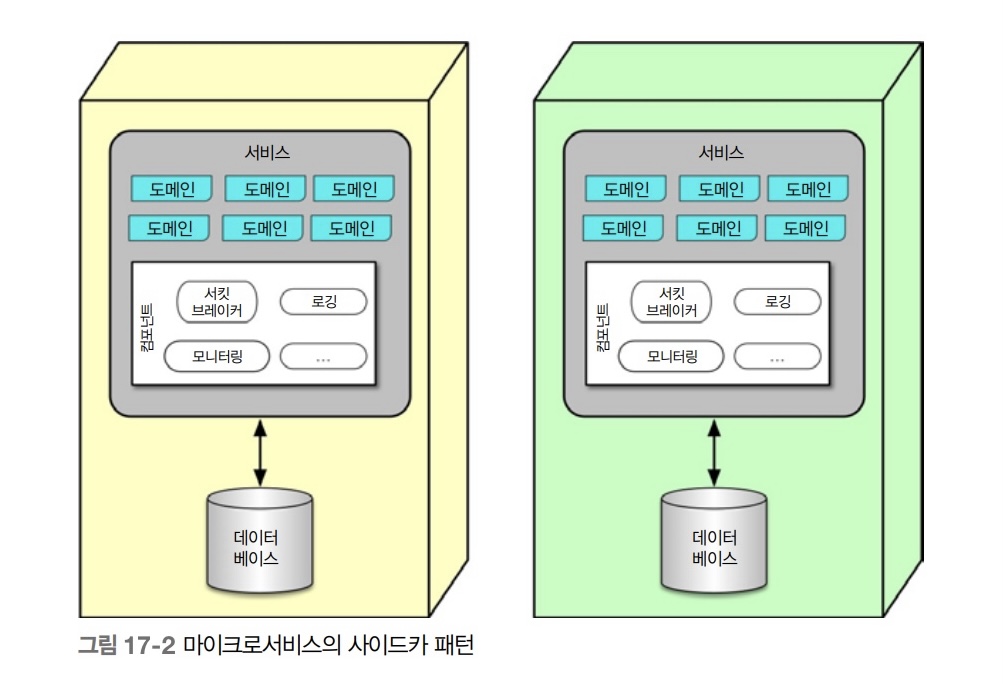 서비스
도메인 도메인 도메인
도메인 도메인 도메인
컴포넌트
서킷
브레이커
로깅
모니터링
...
데이터
베이스
서비스
도메인 도메인 도메인
도메인 도메인 도메인
컴포넌트
서킷
브레이커
로깅
모니터링
...
데이터
베이스
그림 17-2 마이크로서비스의 사이드카 패턴